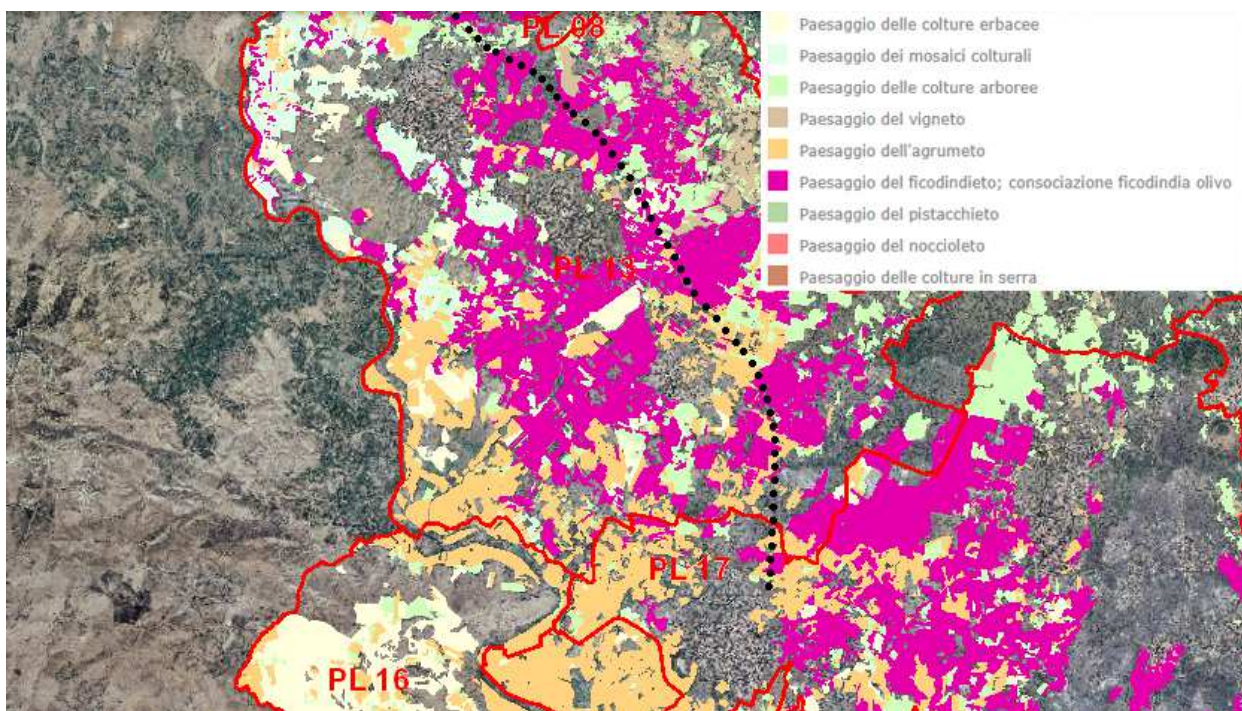 PL 08
Paesaggio delle colture erbacee
Paesaggio dei mosaici colturali
Paesaggio delle colture arboree
Paesaggio del vigneto
Paesaggio dell'agrumeto
Paesaggio del ficodindieto; consociazione ficodindia olivo
Paesaggio del pistacchieto
Paesaggio del noccioleto
Paesaggio delle colture in serra
PL 13
PL 17
PL 16